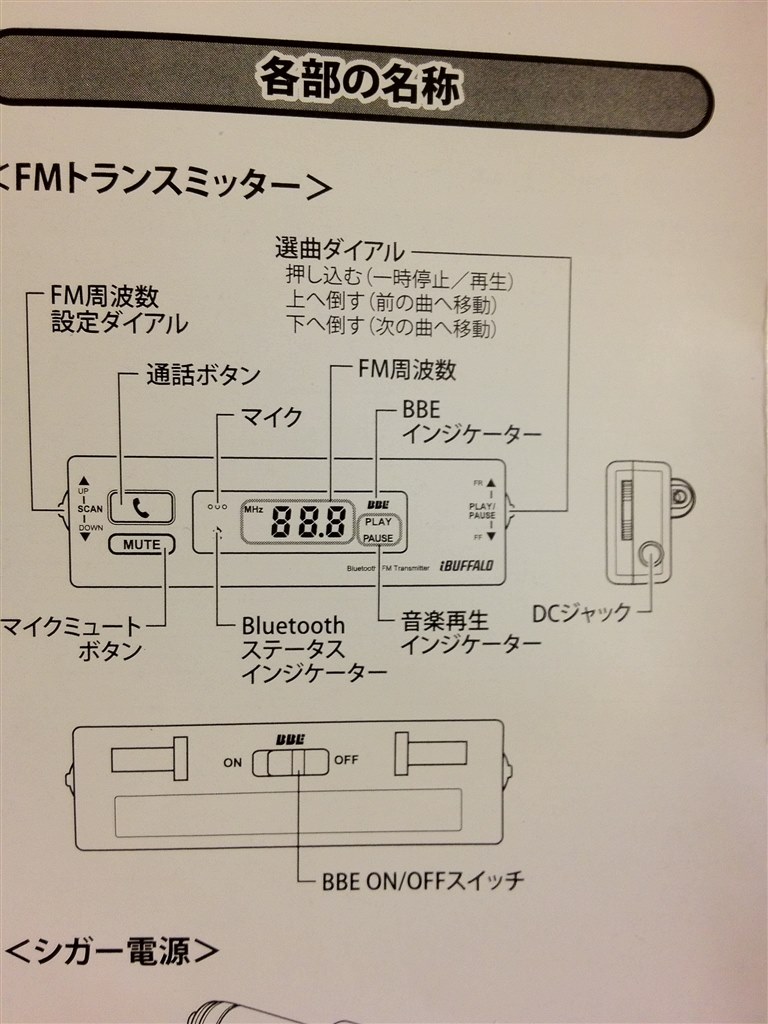 各部の名称
＜FMトランスミッター＞
選曲ダイアル
押し込む（一時停止／再生）
上へ倒す（前の曲へ移動）
下へ倒す（次の曲へ移動）
FM周波数
設定ダイアル
通話ボタン
FM周波数
マイク
BBE
インジケーター
UP
SCAN
DOWN
MUTE
MHz
88.8
BBE
PLAY
PAUSE
FR
PLAY/
PAUSE
FF
Bluetooth FM Transmitter
iBUFFALO
DCジャック
マイクミュート
ボタン
Bluetooth
ステータス
インジケーター
音楽再生
インジケーター
BBE
ON
OFF
BBE ON/OFFスイッチ
＜シガー電源＞